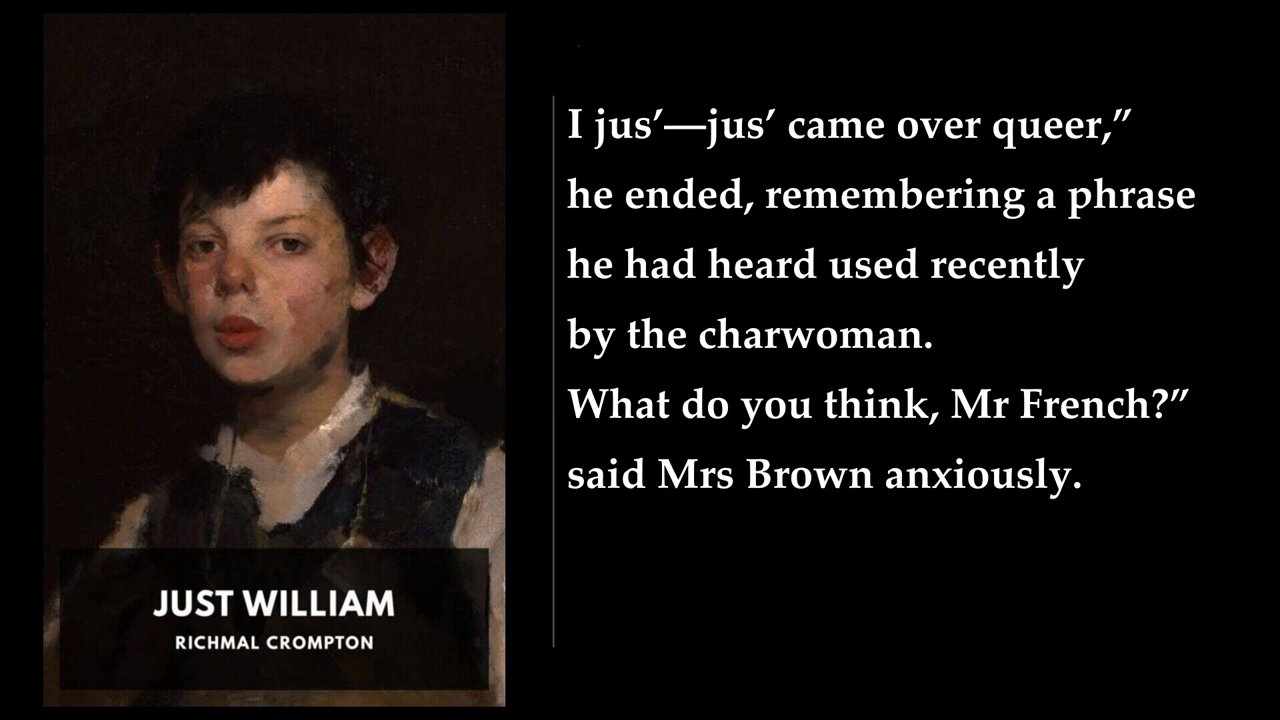 I jus’—jus’ came over queer,”
he ended, remembering a phrase
he had heard used recently
by the charwoman.
What do you think, Mr French?”
said Mrs Brown anxiously.
JUST WILLIAM
RICHMAL CROMPTON